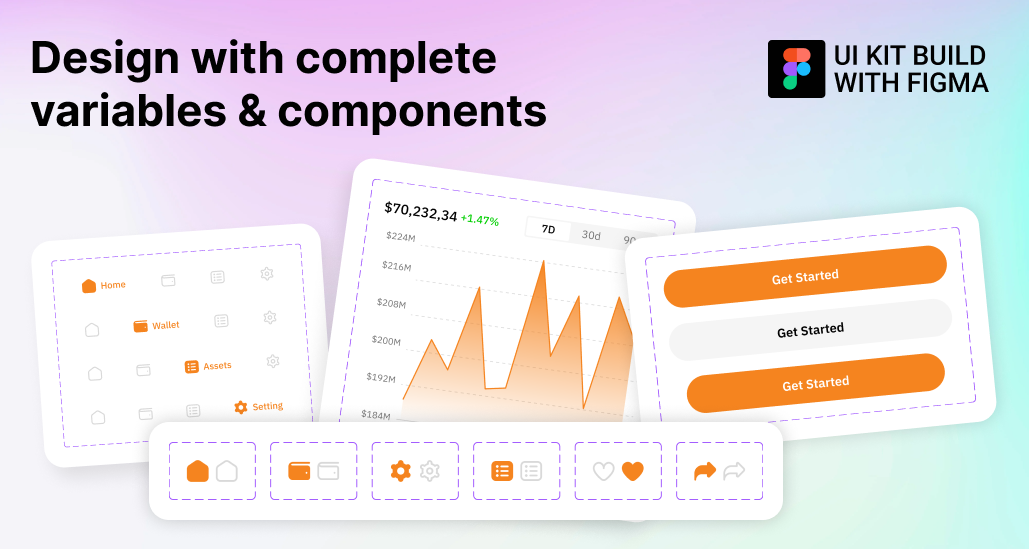 Design with complete
variables & components
UI KIT BUILD
WITH FIGMA
Home
Wallet
Assets
Setting
$70,232,34 +1.47%
7D 30d
$224M
$216M
$208M
$200M
$192M
$184M
Get Started
Get Started
Get Started